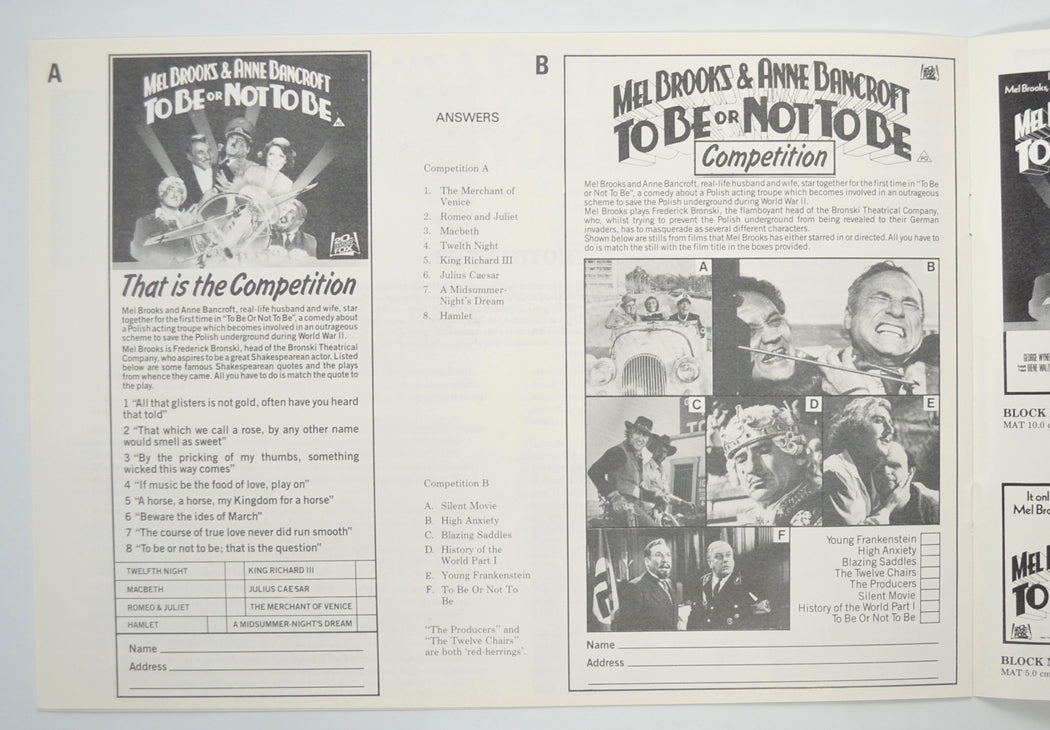 A
MEL BROOKS & ANNE BANCROFT
TO BE OR NOT TO BE
PG
That is the Competition
Mel Brooks and Anne Bancroft, real-life husband and wife, star
together for the first time in "To Be Or Not To Be", a comedy about
a Polish acting troupe which becomes involved in an outrageous
scheme to save the Polish underground during World War II.
Mel Brooks is Frederick Bronski, head of the Bronski Theatrical
Company, who aspires to be a great Shakespearean actor. Listed
below are some famous Shakespearean quotes and the plays
from whence they came. All you have to do is match the quote to
the play.
1 "All that glisters is not gold, often have you heard
that told"
2 "That which we call a rose, by any other name
would smell as sweet"
3 "By the pricking of my thumbs, something
wicked this way comes"
4 "If music be the food of love, play on"
5 "A horse, a horse, my Kingdom for a horse"
6 "Beware the ides of March"
7 "The course of true love never did run smooth"
8 "To be or not to be; that is the question"
TWELFTH NIGHT KING RICHARD III
MACBETH JULIUS CAESAR
ROMEO & JULIET THE MERCHANT OF VENICE
HAMLET A MIDSUMMER-NIGHT'S DREAM
Name
Address
ANSWERS
Competition A
1. The Merchant of
Venice
2. Romeo and Juliet
3. Macbeth
4. Twelth Night
5. King Richard III
6. Julius Caesar
7. A Midsummer-
Night's Dream
8. Hamlet
Competition B
A. Silent Movie
B. High Anxiety
C. Blazing Saddles
D. History of the
World Part I
E. Young Frankenstein
F. To Be Or Not To
Be
"The Producers" and
"The Twelve Chairs"
are both 'red-herrings'.
B
MEL BROOKS & ANNE BANCROFT
TO BE OR NOT TO BE
PG
Competition
Mel Brooks and Anne Bancroft, real-life husband and wife, star together for the first time in "To Be
or Not To Be", a comedy about a Polish acting troupe which becomes involved in an outrageous
scheme to save the Polish underground during World War II.
Mel Brooks plays Frederick Bronski, the flamboyant head of the Bronski Theatrical Company,
who, whilst trying to prevent the Polish underground from being revealed to their German
invaders, has to masquerade as several different characters.
Shown below are stills from films that Mel Brooks has either starred in or directed. All you have to
do is match the still with the film title in the boxes provided.
A
B
C
D
E
F
Young Frankenstein
High Anxiety
Blazing Saddles
The Twelve Chairs
The Producers
Silent Movie
History of the World Part I
To Be Or Not To Be
Name
Address
Mel Brooks,
MEL
TO
GEORGE WYNE
BLOCK
MAT 10.0 c
It onl
Mel Bro
MEL
TO
BLOCK
MAT 5.0 cm